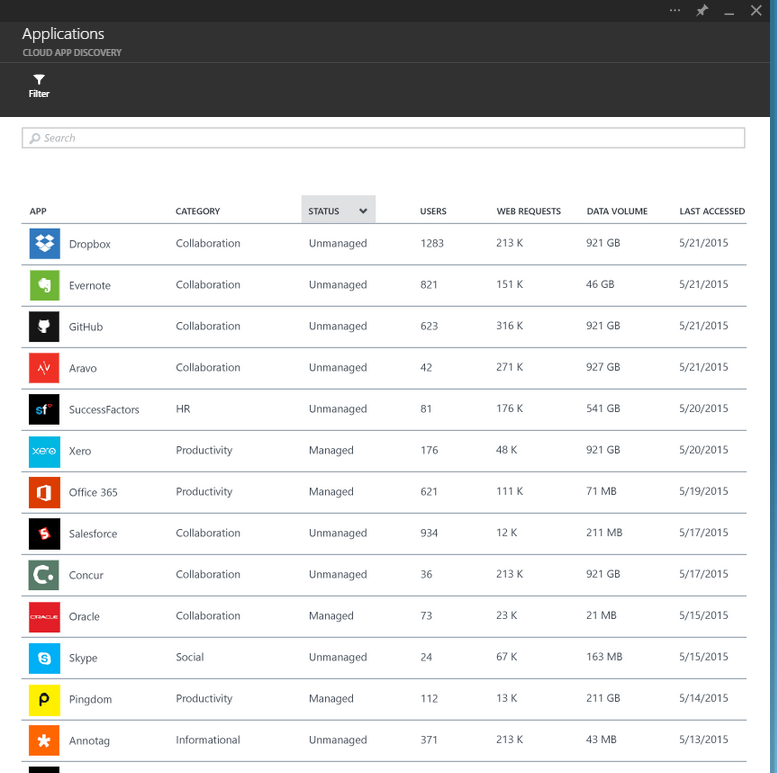 Applications
CLOUD APP DISCOVERY
Filter
Search
APP CATEGORY STATUS USERS WEB REQUESTS DATA VOLUME LAST ACCESSED
Dropbox Collaboration Unmanaged 1283 213 K 921 GB 5/21/2015
Evernote Collaboration Unmanaged 821 151 K 46 GB 5/21/2015
GitHub Collaboration Unmanaged 623 316 K 921 GB 5/21/2015
Aravo Collaboration Unmanaged 42 271 K 927 GB 5/21/2015
sf SuccessFactors HR Unmanaged 81 176 K 541 GB 5/20/2015
xero Xero Productivity Managed 176 48 K 921 GB 5/20/2015
Office 365 Productivity Managed 621 111 K 71 MB 5/19/2015
Salesforce Collaboration Unmanaged 934 12 K 211 MB 5/17/2015
C. Concur Collaboration Unmanaged 36 213 K 921 GB 5/17/2015
ORACLE Oracle Collaboration Managed 73 23 K 21 MB 5/15/2015
S Skype Social Unmanaged 24 67 K 163 MB 5/15/2015
Pingdom Productivity Managed 112 13 K 211 GB 5/14/2015
Annotag Informational Unmanaged 371 213 K 43 MB 5/13/2015